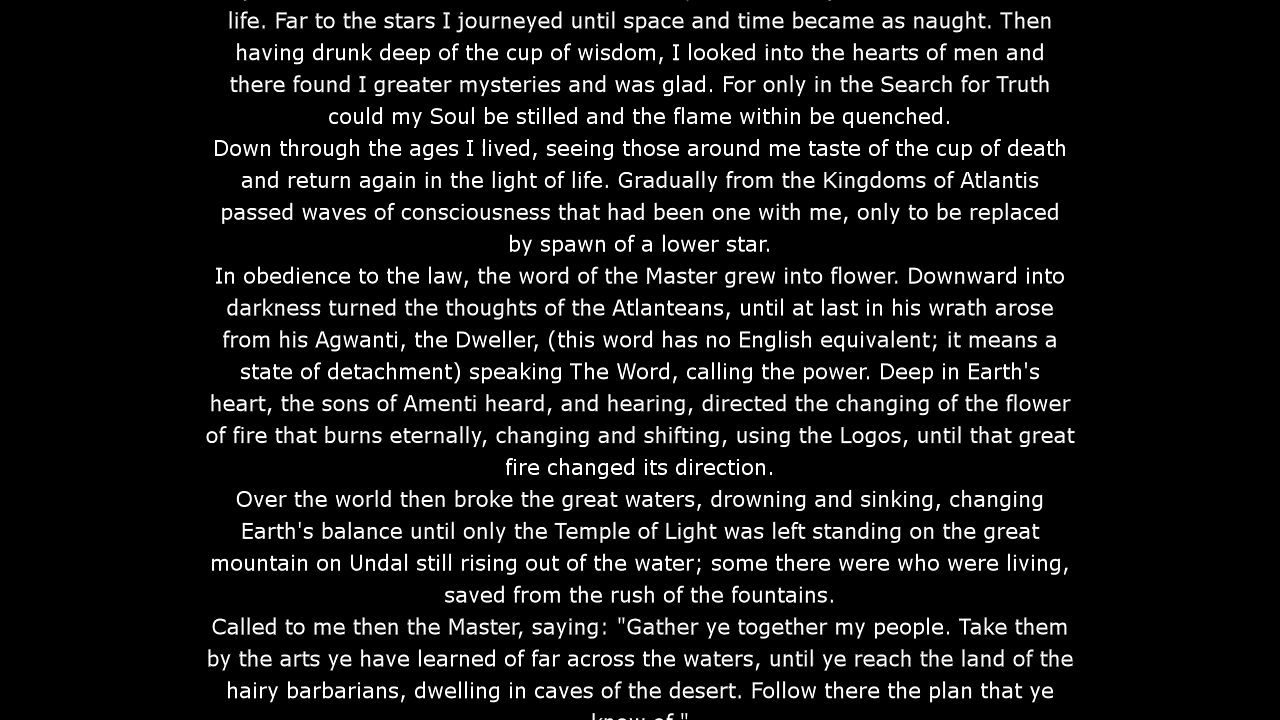 life. Far to the stars I journeyed until space and time became as naught. Then
having drunk deep of the cup of wisdom, I looked into the hearts of men and
there found I greater mysteries and was glad. For only in the Search for Truth
could my Soul be stilled and the flame within be quenched.
Down through the ages I lived, seeing those around me taste of the cup of death
and return again in the light of life. Gradually from the Kingdoms of Atlantis
passed waves of consciousness that had been one with me, only to be replaced
by spawn of a lower star.
In obedience to the law, the word of the Master grew into flower. Downward into
darkness turned the thoughts of the Atlanteans, until at last in his wrath arose
from his Agwanti, the Dweller, (this word has no English equivalent; it means a
state of detachment) speaking The Word, calling the power. Deep in Earth's
heart, the sons of Amenti heard, and hearing, directed the changing of the flower
of fire that burns eternally, changing and shifting, using the Logos, until that great
fire changed its direction.
Over the world then broke the great waters, drowning and sinking, changing
Earth's balance until only the Temple of Light was left standing on the great
mountain on Undal still rising out of the water; some there were who were living,
saved from the rush of the fountains.
Called to me then the Master, saying: "Gather ye together my people. Take them
by the arts ye have learned of far across the waters, until ye reach the land of the
hairy barbarians, dwelling in caves of the desert. Follow there the plan that ye
know of."